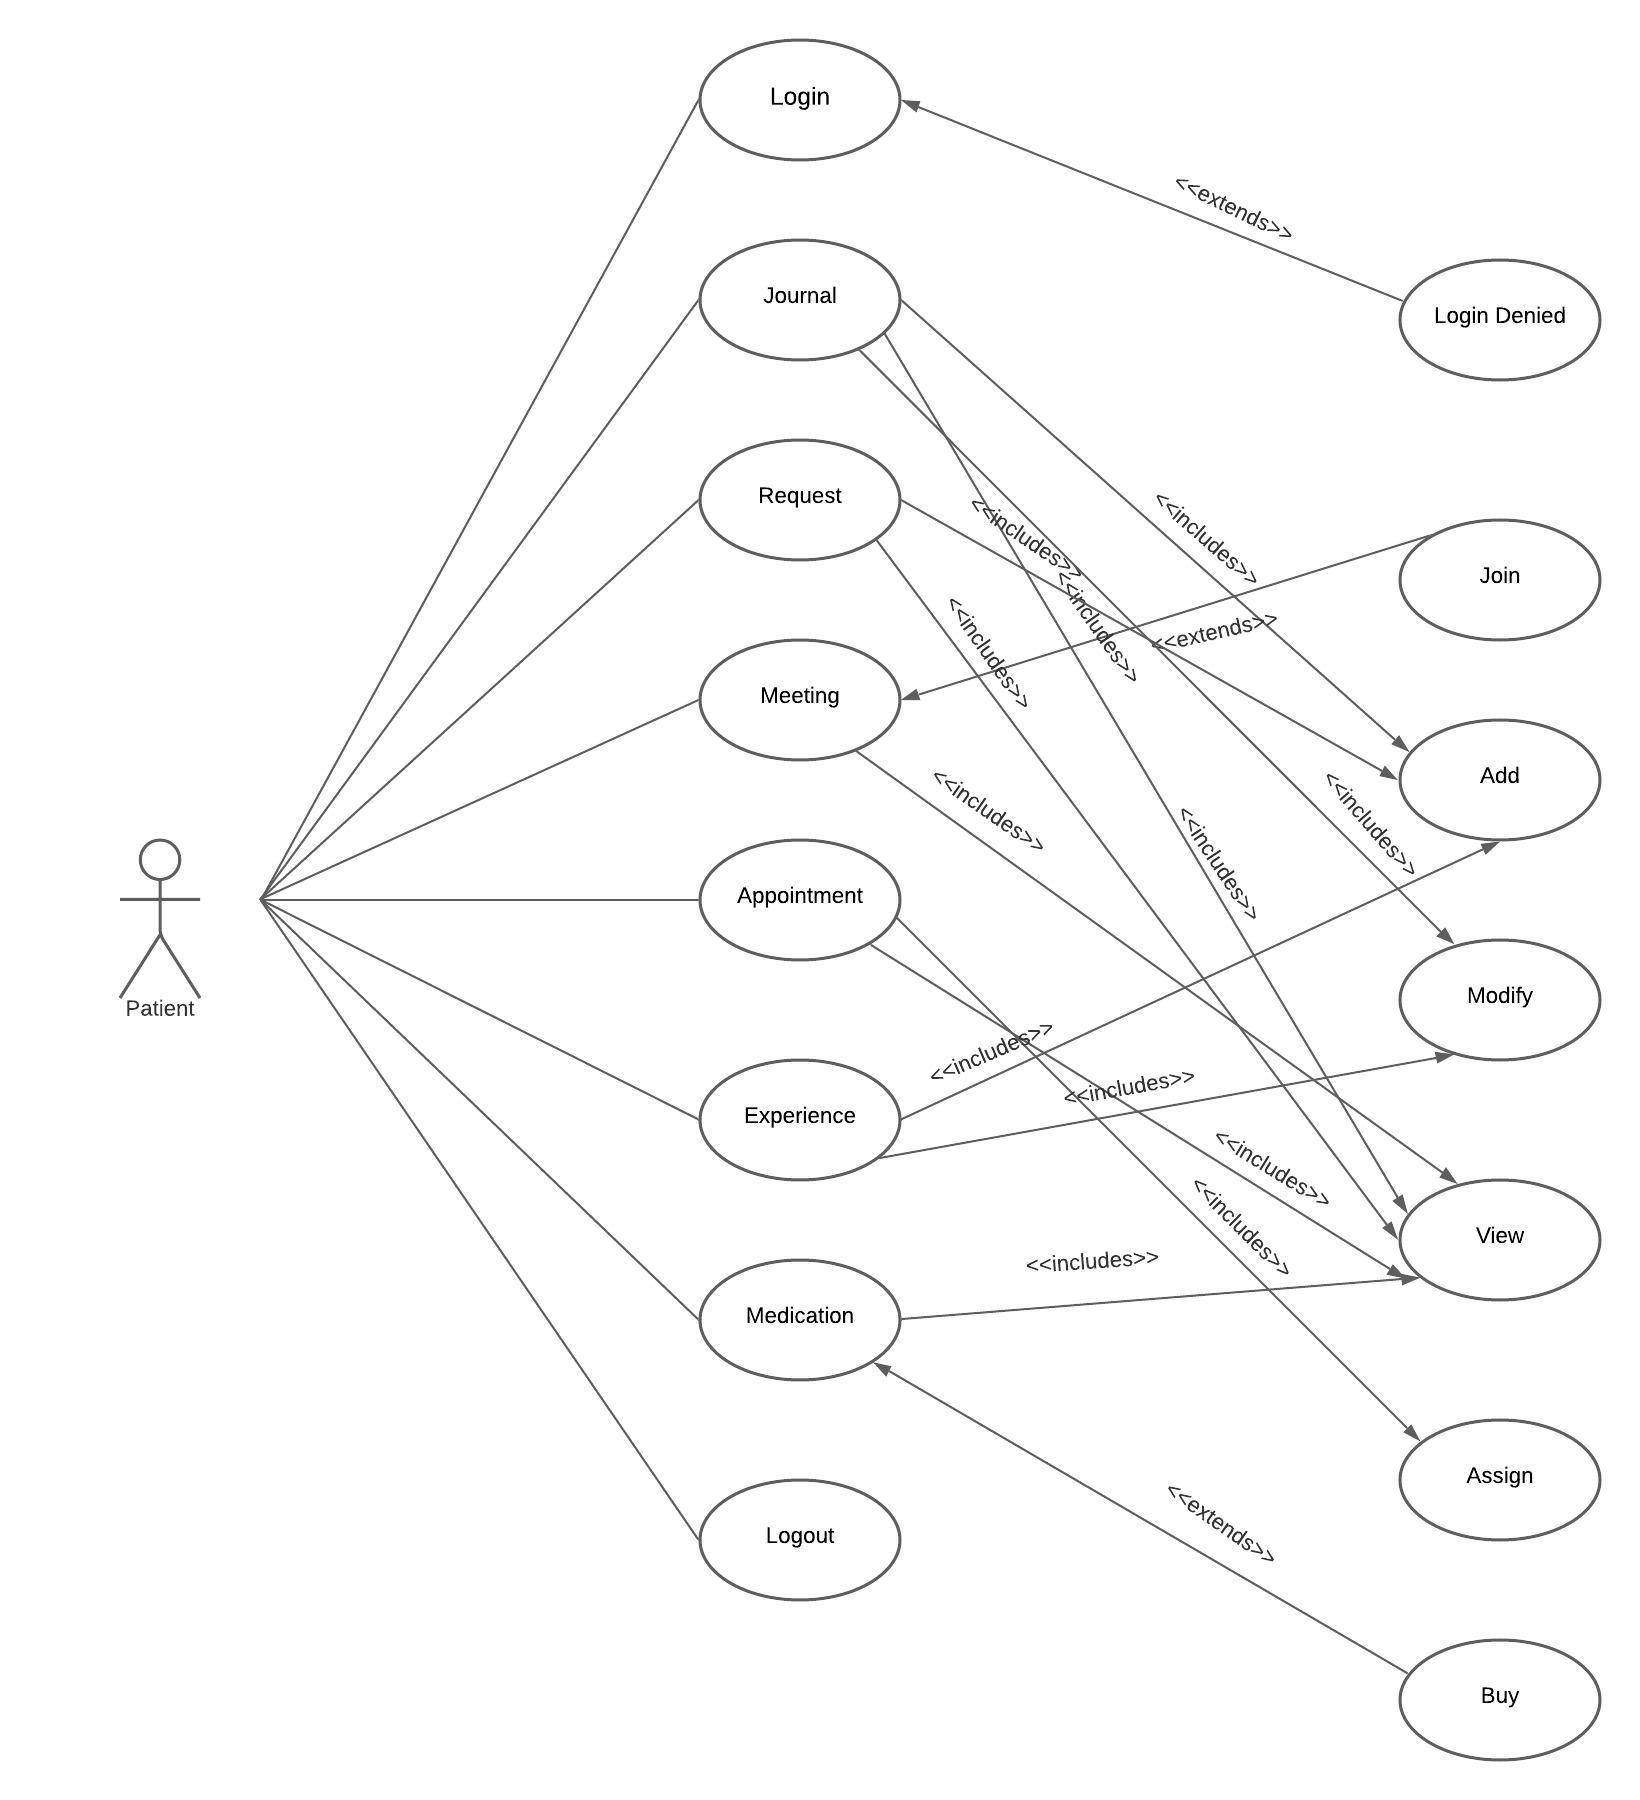 Login
<<extends>>
Journal
Login Denied
Request
<<includes>>
<<includes>>
Join
<<includes>>
<<includes>>
<<extends>>
Meeting
Add
<<includes>>
<<includes>>
<<includes>>
Appointment
Modify
<<includes>>
<<includes>>
Patient
Experience
<<includes>>
<<includes>>
View
<<includes>>
Medication
Assign
<<extends>>
Logout
Buy